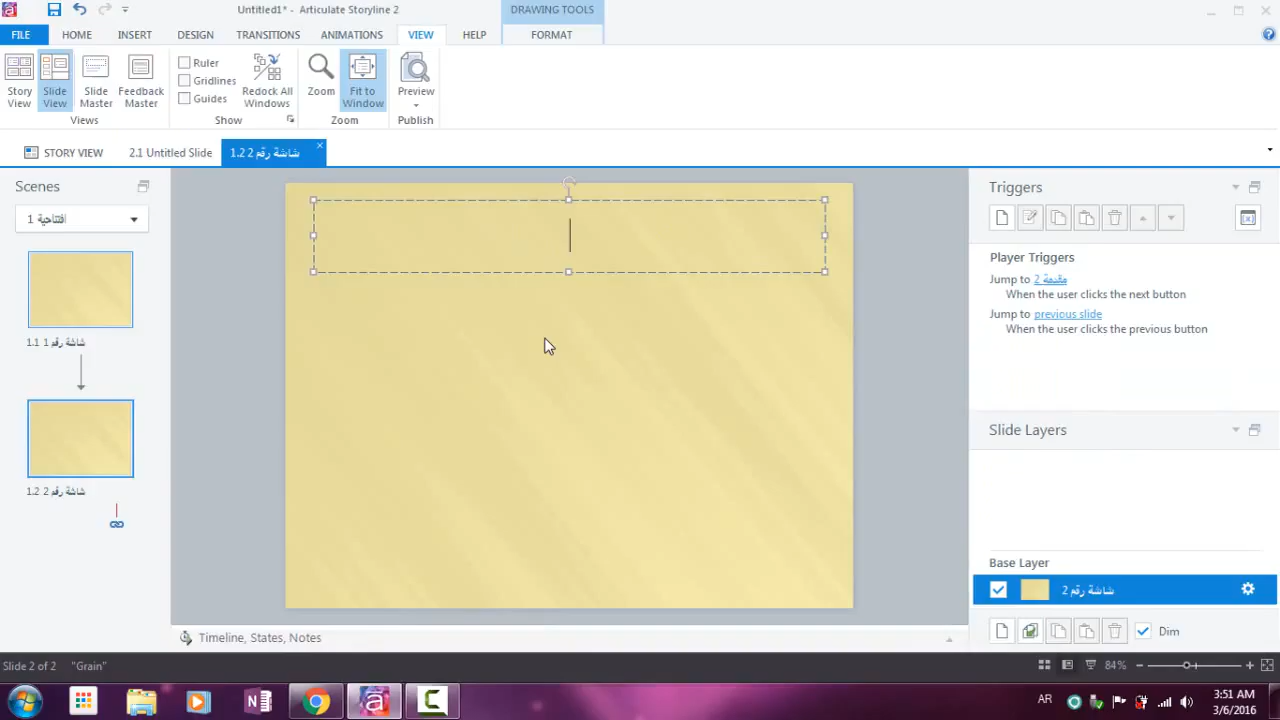 Untitled1* - Articulate Storyline 2
DRAWING TOOLS
FILE
HOME
INSERT
DESIGN
TRANSITIONS
ANIMATIONS
VIEW
HELP
FORMAT
Story View
Slide View
Slide Master
Feedback Master
Views
Ruler
Gridlines
Guides
Redock All Windows
Show
Zoom
Fit to Window
Zoom
Preview
Publish
STORY VIEW
2.1 Untitled Slide
1.2 شاشة رقم 2
Scenes
1 افتتاحية
1.1 شاشة رقم 1
1.2 شاشة رقم 2
Triggers
Player Triggers
Jump to مقدمة 2
When the user clicks the next button
Jump to previous slide
When the user clicks the previous button
Slide Layers
Base Layer
شاشة رقم 2
Dim
Timeline, States, Notes
Slide 2 of 2
"Grain"
84%
AR
3:51 AM
3/6/2016